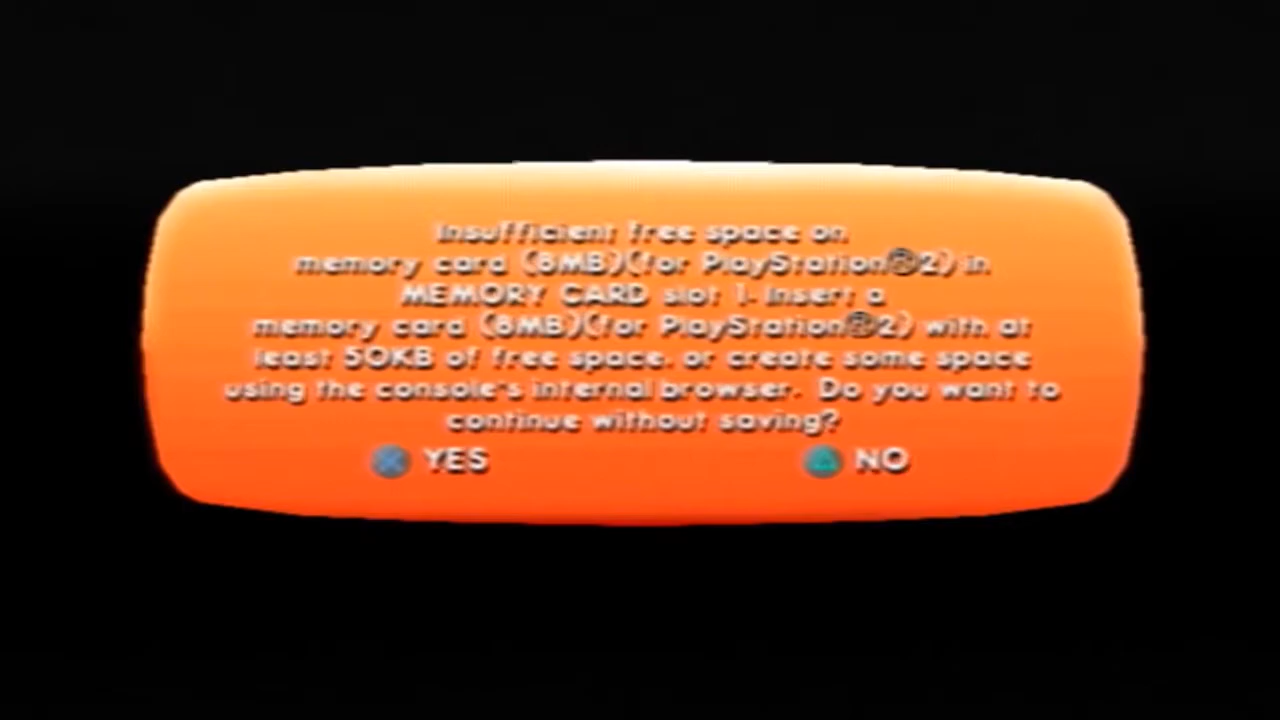 Insufficient free space on
memory card (8MB)(for PlayStation®2) in
MEMORY CARD slot 1. Insert a
memory card (8MB)(for PlayStation®2) with at
least 50KB of free space, or create some space
using the console's internal browser. Do you want to
continue without saving?
YES NO